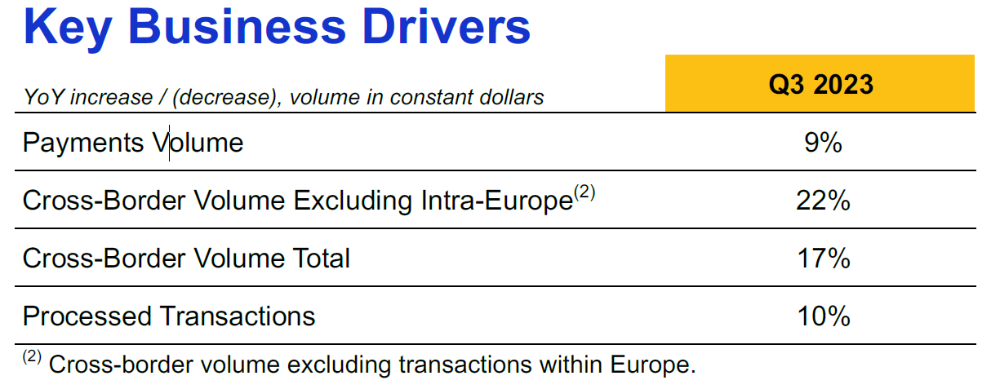 Key Business Drivers
YoY increase / (decrease), volume in constant dollars Q3 2023
Payments Volume 9%
Cross-Border Volume Excluding Intra-Europe(2) 22%
Cross-Border Volume Total 17%
Processed Transactions 10%
(2) Cross-border volume excluding transactions within Europe.